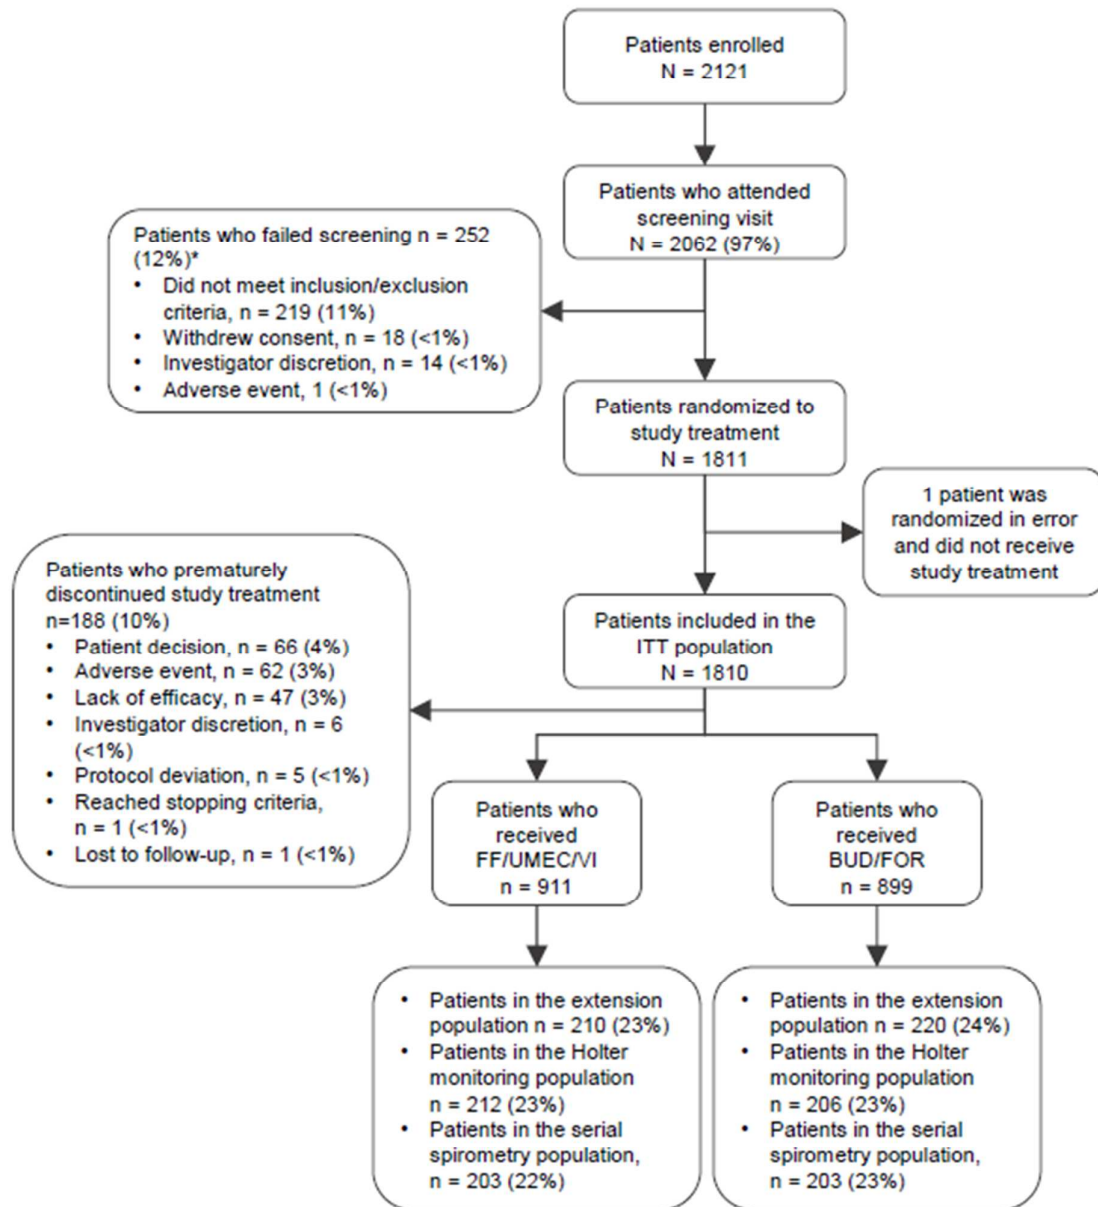 Patients enrolled
N = 2121
Patients who attended
screening visit
N = 2062 (97%)
Patients who failed screening n = 252
(12%)*
• Did not meet inclusion/exclusion
criteria, n = 219 (11%)
• Withdrew consent, n = 18 (<1%)
• Investigator discretion, n = 14 (<1%)
• Adverse event, 1 (<1%)
Patients randomized to
study treatment
N = 1811
1 patient was
randomized in error
and did not receive
study treatment
Patients included in the
ITT population
N = 1810
Patients who prematurely
discontinued study treatment
n=188 (10%)
• Patient decision, n = 66 (4%)
• Adverse event, n = 62 (3%)
• Lack of efficacy, n = 47 (3%)
• Investigator discretion, n = 6
(<1%)
• Protocol deviation, n = 5 (<1%)
• Reached stopping criteria,
n = 1 (<1%)
• Lost to follow-up, n = 1 (<1%)
Patients who
received
FF/UMEC/VI
n = 911
Patients who
received
BUD/FOR
n = 899
• Patients in the extension
population n = 210 (23%)
• Patients in the Holter
monitoring population
n = 212 (23%)
• Patients in the serial
spirometry population,
n = 203 (22%)
• Patients in the extension
population n = 220 (24%)
• Patients in the Holter
monitoring population
n = 206 (23%)
• Patients in the serial
spirometry population,
n = 203 (23%)